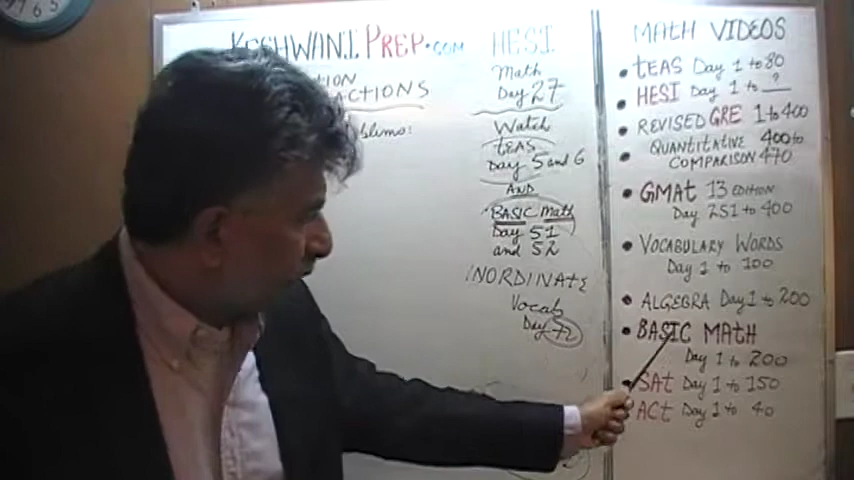 KESHWANI PREP.COM
TION
ACTIONS
blems:
HESI
Math
Day 27
Watch
TEAS
Day 5 and 6
AND
BASIC Math
Day 51
and 52
INORDINATE
Vocab
Day 72
MATH VIDEOS
• TEAS Day 1 to 80
• HESI Day 1 to ?
• REVISED GRE 1 to 400
• QUANTITATIVE 400 to
COMPARISON 470
• GMAT 13 EDITION
Day 251 to 400
• VOCABULARY WORDS
Day 1 to 100
• ALGEBRA Day 1 to 200
• BASIC MATH
Day 1 to 200
• SAT Day 1 to 150
• ACT Day 1 to 40